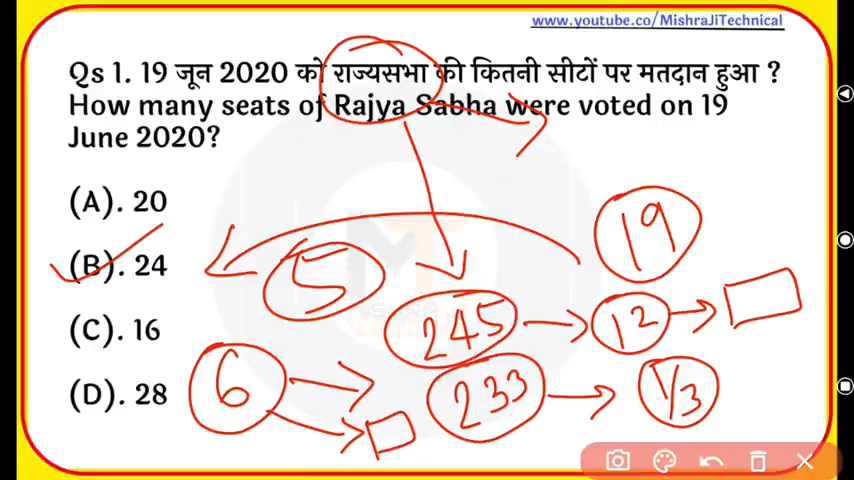 www.youtube.co/MishraJiTechnical
Qs 1. 19 जून 2020 को राज्यसभा की कितनी सीटों पर मतदान हुआ ?
How many seats of Rajya Sabha were voted on 19
June 2020?
(A). 20
(B). 24
(C). 16
(D). 28
19
5
245
12
6
233
1/3